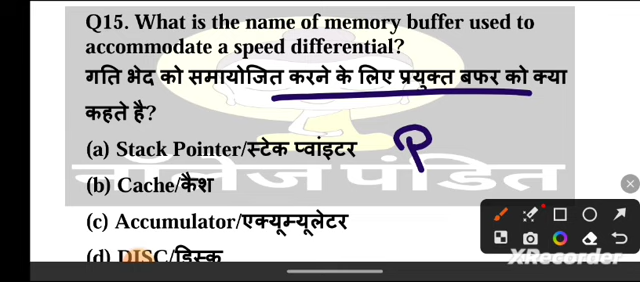 Q15. What is the name of memory buffer used to
accommodate a speed differential?
गति भेद को समायोजित करने के लिए प्रयुक्त बफर को क्या
कहते है?
(a) Stack Pointer/स्टेक प्वांइटर
(b) Cache/कैश
नॉलेज पंडित
(c) Accumulator/एक्यूम्यूलेटर
(d) DISC/डिस्क
R
XRecorder